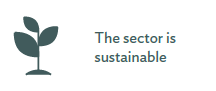 The sector is
sustainable